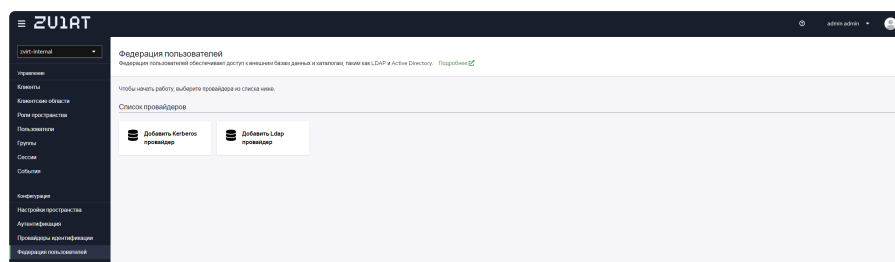 ZVIRT
admin admin
zvirt-internal
Управление
Клиенты
Клиентские области
Роли пространства
Пользователи
Группы
Сессии
События
Конфигурация
Настройки пространства
Аутентификация
Провайдеры идентификации
Федерация пользователей
Федерация пользователей
Федерация пользователей обеспечивает доступ к внешним базам данных и каталогам, таким как LDAP и Active Directory. Подробнее
Чтобы начать работу, выберите провайдера из списка ниже.
Список провайдеров
Добавить Kerberos
провайдер
Добавить Ldap
провайдер